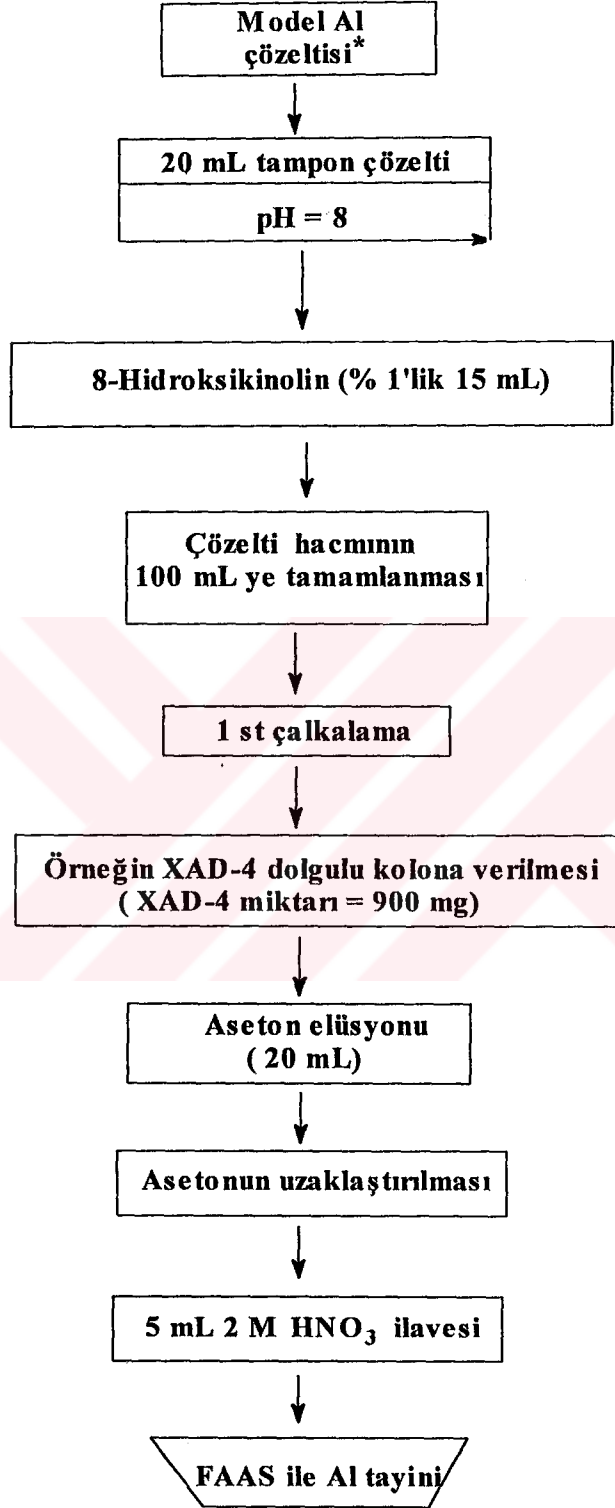 Model Al
çözeltisi*
20 mL tampon çözelti
pH = 8
8-Hidroksikinolin (% 1'lik 15 mL)
Çözelti hacmının
100 mL ye tamamlanması
1 st çalkalama
Örneğin XAD-4 dolgulu kolona verilmesi
( XAD-4 miktarı = 900 mg)
Aseton elüsyonu
( 20 mL)
Asetonun uzaklaştırılması
5 mL 2 M HNO₃ ilavesi
FAAS ile Al tayini